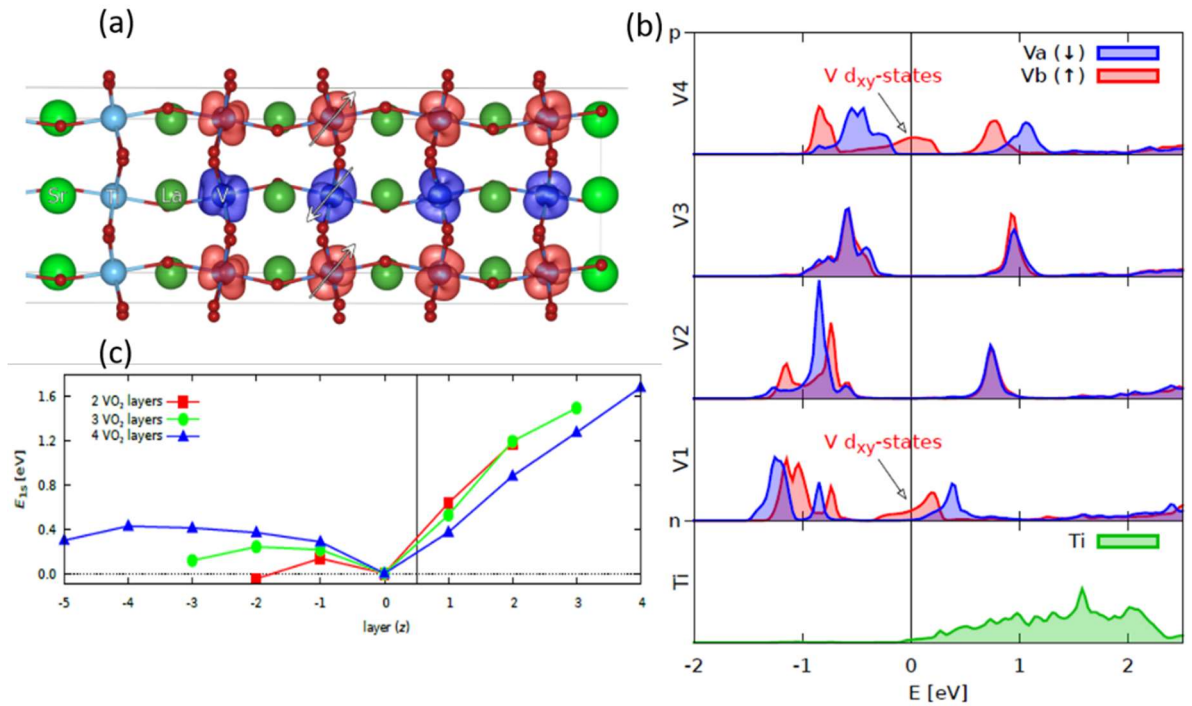 (a)
Si Ti La V
(c)
2 VO₂ layers
3 VO₂ layers
4 VO₂ layers
E₁ₛ [eV]
1.6
1.2
0.8
0.4
0.0
-5 -4 -3 -2 -1 0 1 2 3 4
layer (z)
(b)
p
Va (↓)
Vb (↑)
V dxy-states
V4
V3
V2
V dxy-states
V1
n
Ti
Ti
-2 -1 0 1 2
E [eV]